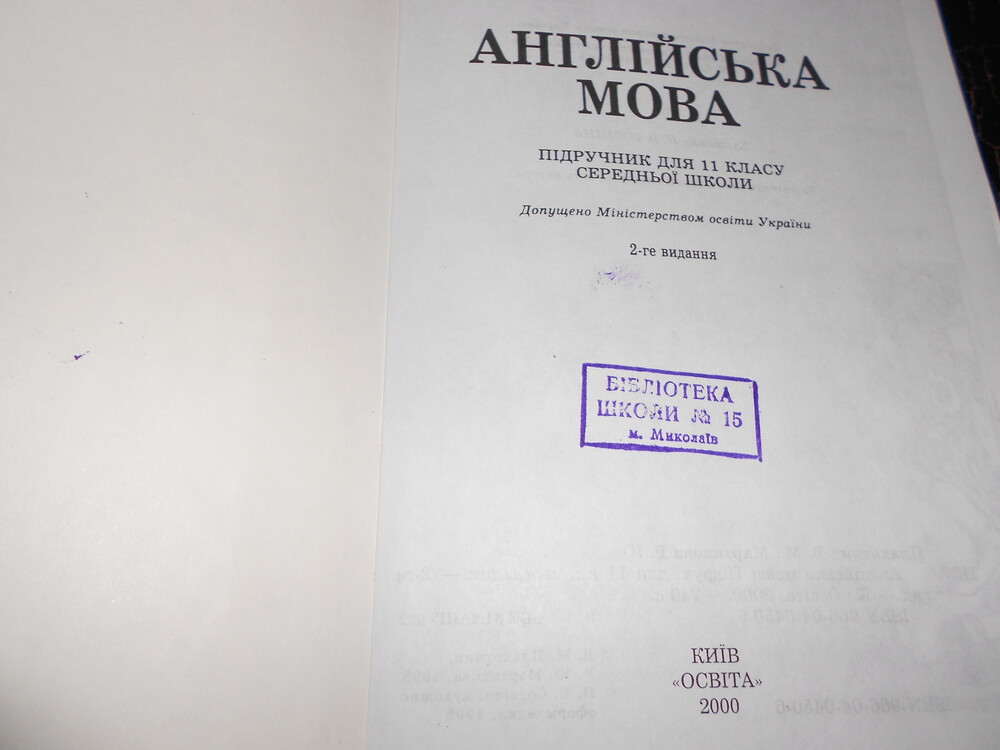 АНГЛІЙСЬКА
МОВА
ПІДРУЧНИК ДЛЯ 11 КЛАСУ
СЕРЕДНЬОЇ ШКОЛИ
Допущено Міністерством освіти України
2-ге видання
БІБЛІОТЕКА
ШКОЛИ № 15
м. Миколаїв
КИЇВ
«ОСВІТА»
2000